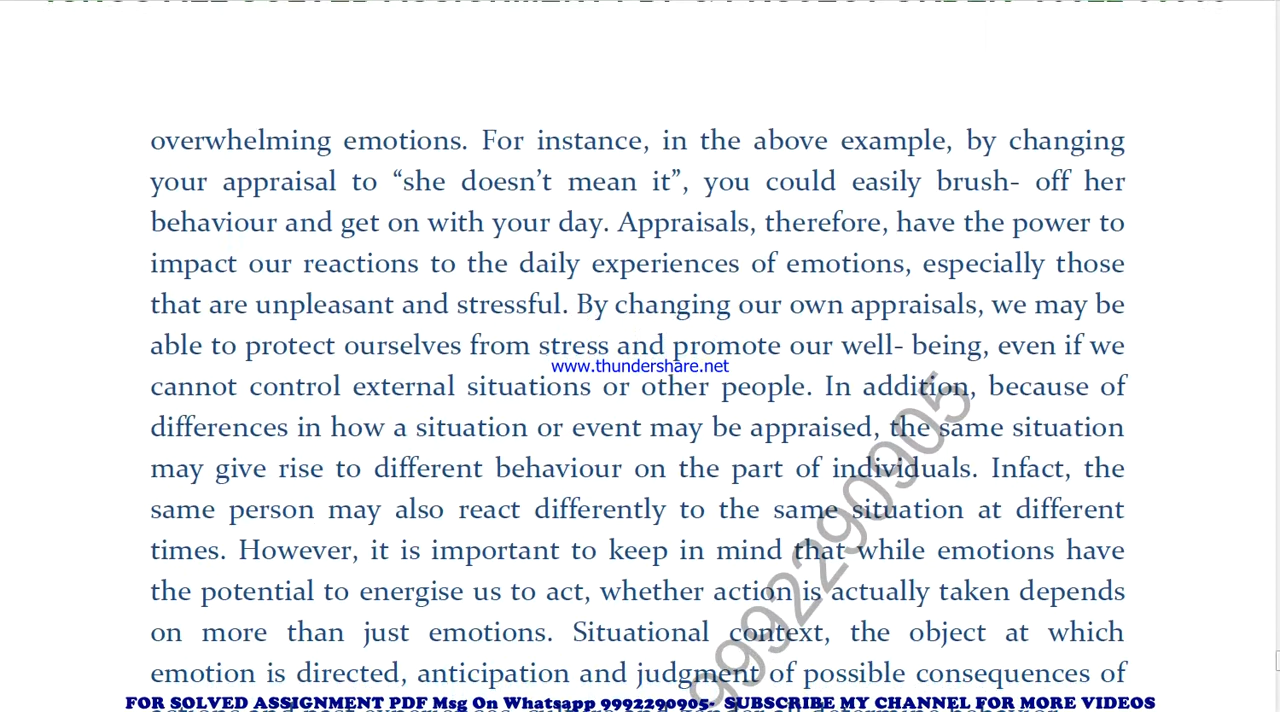 overwhelming emotions. For instance, in the above example, by changing
your appraisal to “she doesn’t mean it”, you could easily brush- off her
behaviour and get on with your day. Appraisals, therefore, have the power to
impact our reactions to the daily experiences of emotions, especially those
that are unpleasant and stressful. By changing our own appraisals, we may be
able to protect ourselves from stress and promote our well- being, even if we
www.thundershare.net
cannot control external situations or other people. In addition, because of
differences in how a situation or event may be appraised, the same situation
may give rise to different behaviour on the part of individuals. Infact, the
same person may also react differently to the same situation at different
times. However, it is important to keep in mind that while emotions have
the potential to energise us to act, whether action is actually taken depends
on more than just emotions. Situational context, the object at which
emotion is directed, anticipation and judgment of possible consequences of
9992290905
FOR SOLVED ASSIGNMENT PDF Msg On Whatsapp 9992290905- SUBSCRIBE MY CHANNEL FOR MORE VIDEOS